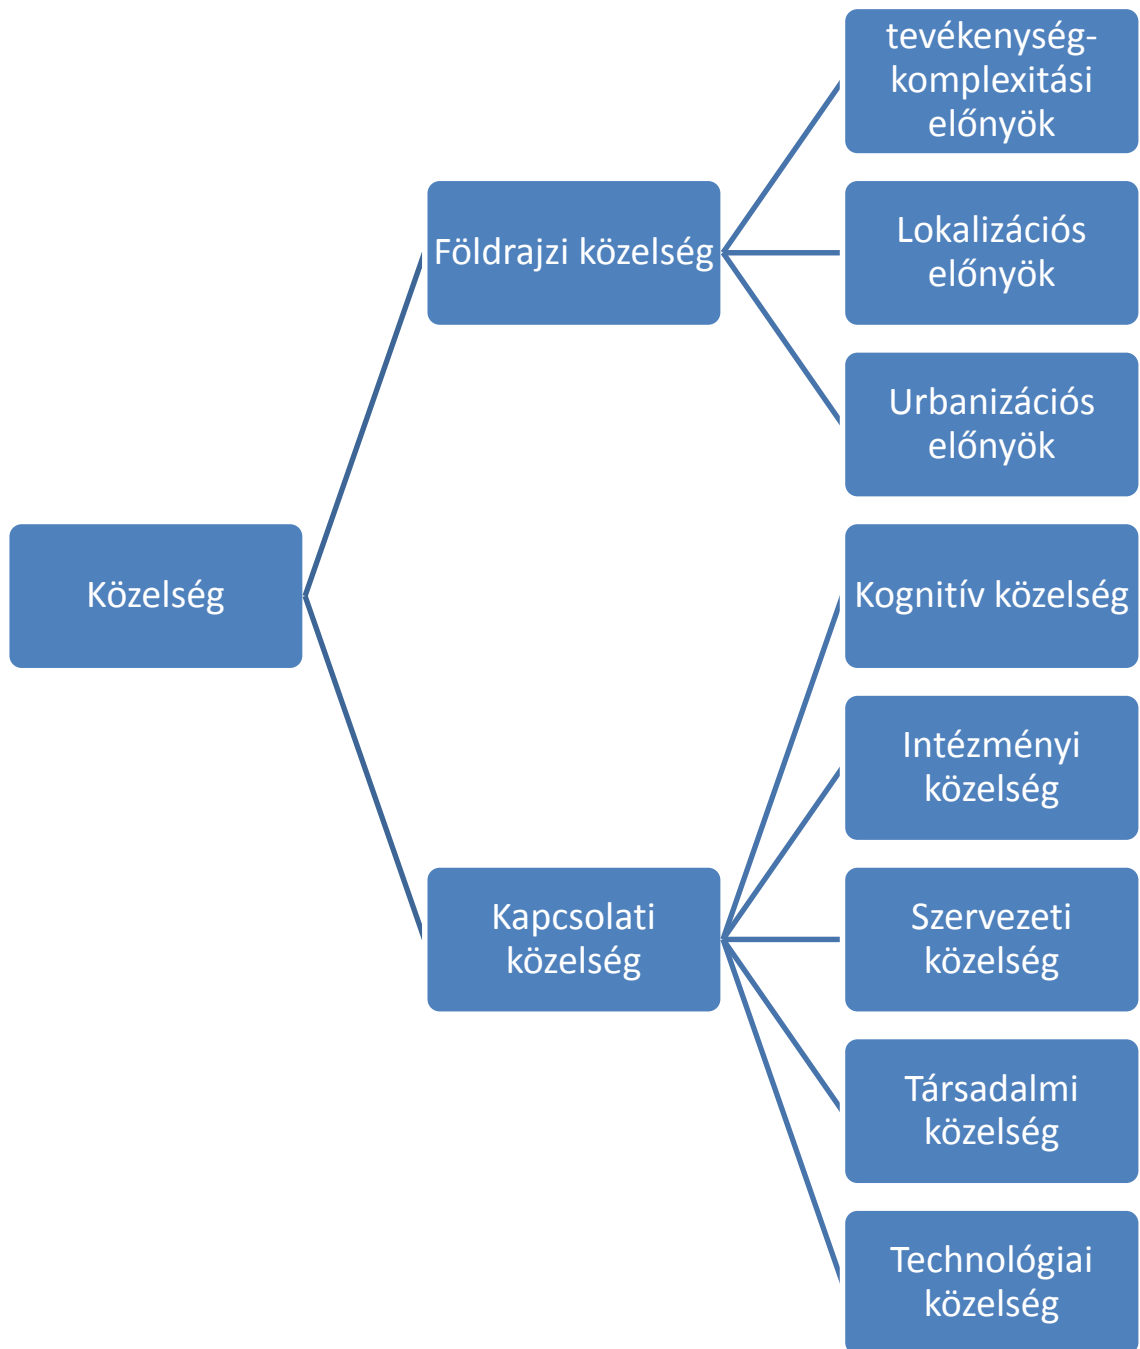 tevékenység-
komplexitási
előnyök
Földrajzi közelség
Lokalizációs
előnyök
Urbanizációs
előnyök
Közelség
Kognitív közelség
Intézményi
közelség
Kapcsolati
közelség
Szervezeti
közelség
Társadalmi
közelség
Technológiai
közelség